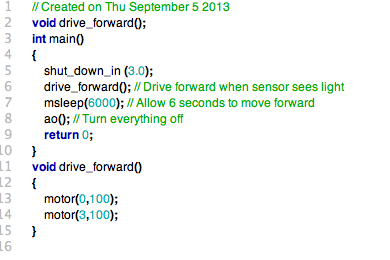 1 // Created on Thu September 5 2013
2 void drive_forward();
3 int main()
4 {
5 shut_down_in (3.0);
6 drive_forward(); // Drive forward when sensor sees light
7 msleep(6000); // Allow 6 seconds to move forward
8 ao(); // Turn everything off
9 return 0;
10 }
11 void drive_forward()
12 {
13 motor(0,100);
14 motor(3,100);
15 }
16